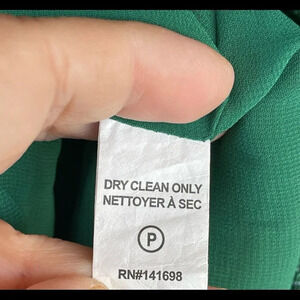 DRY CLEAN ONLY
NETTOYER À SEC
P
RN#141698